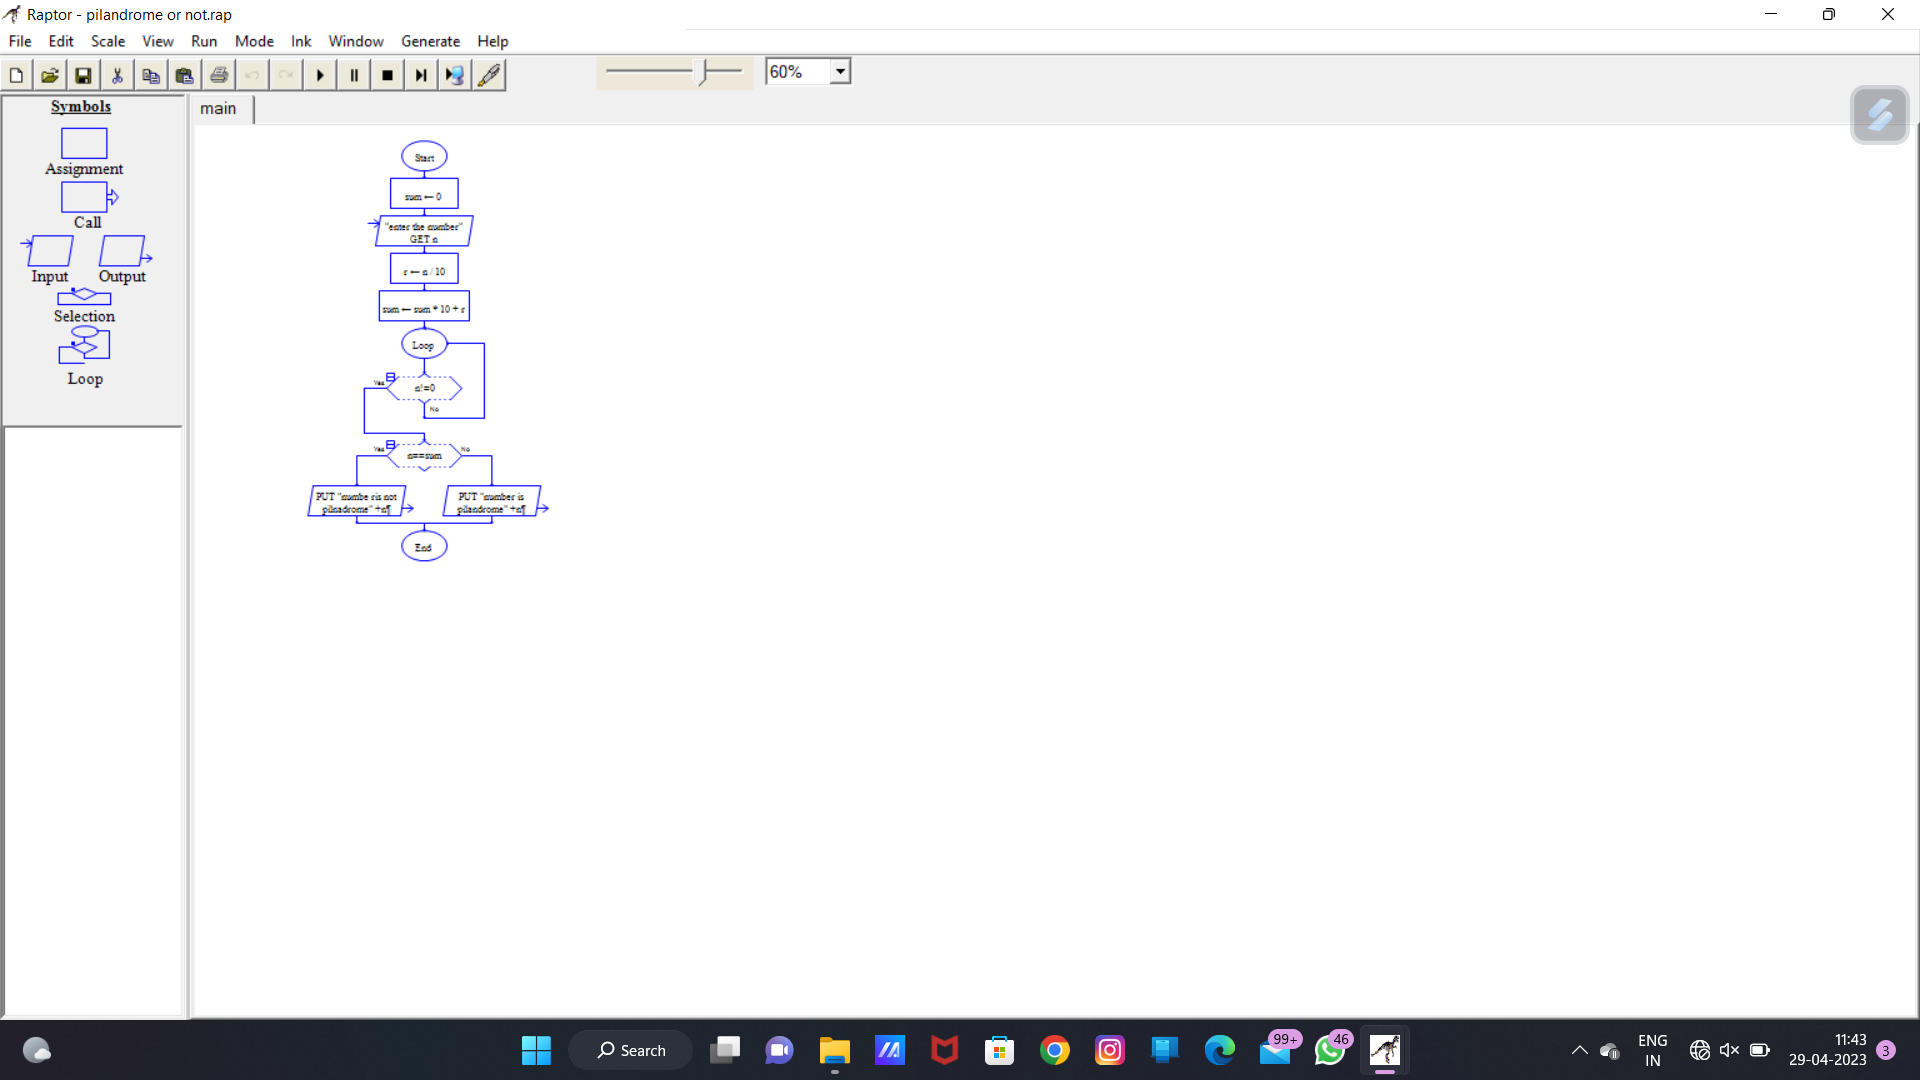 Raptor - pilandrome or not.rap
File Edit Scale View Run Mode Ink Window Generate Help
60%
Symbols
main
Assignment
Call
Input Output
Selection
Loop
Start
sum ← 0
"enter the number"
GET n
r ← n / 10
sum ← sum * 10 + r
Loop
Yes
n!=0
No
Yes
n==sum
No
PUT "numbe ris not
pilnadrome" +n¶
PUT "number is
pilandrome" +n¶
End
Search
99+
46
ENG
IN
11:43
29-04-2023
3